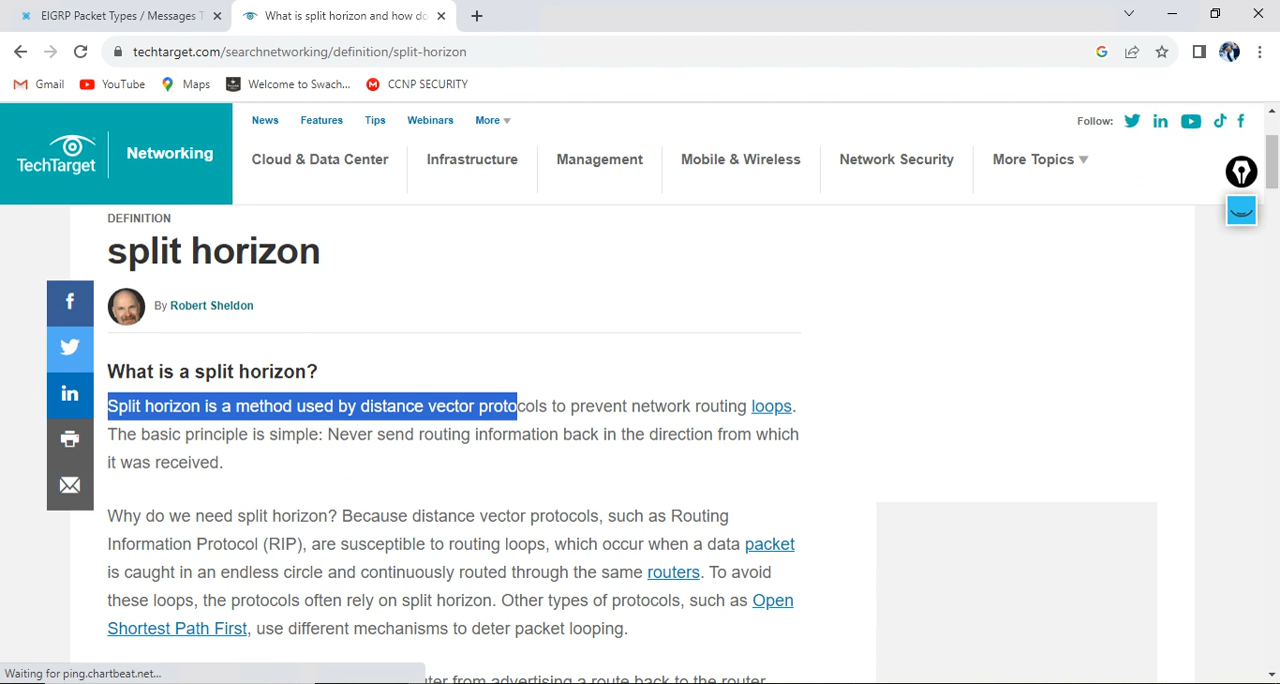 EIGRP Packet Types / Messages T
What is split horizon and how do
techtarget.com/searchnetworking/definition/split-horizon
Gmail
YouTube
Maps
Welcome to Swach...
CCNP SECURITY
TechTarget
Networking
News
Features
Tips
Webinars
More
Follow:
Cloud & Data Center
Infrastructure
Management
Mobile & Wireless
Network Security
More Topics
DEFINITION
split horizon
By Robert Sheldon
What is a split horizon?
Split horizon is a method used by distance vector protocols to prevent network routing loops.
The basic principle is simple: Never send routing information back in the direction from which
it was received.
Why do we need split horizon? Because distance vector protocols, such as Routing
Information Protocol (RIP), are susceptible to routing loops, which occur when a data packet
is caught in an endless circle and continuously routed through the same routers. To avoid
these loops, the protocols often rely on split horizon. Other types of protocols, such as Open
Shortest Path First, use different mechanisms to deter packet looping.
from advertising a route back to the router
Waiting for ping.chartbeat.net...